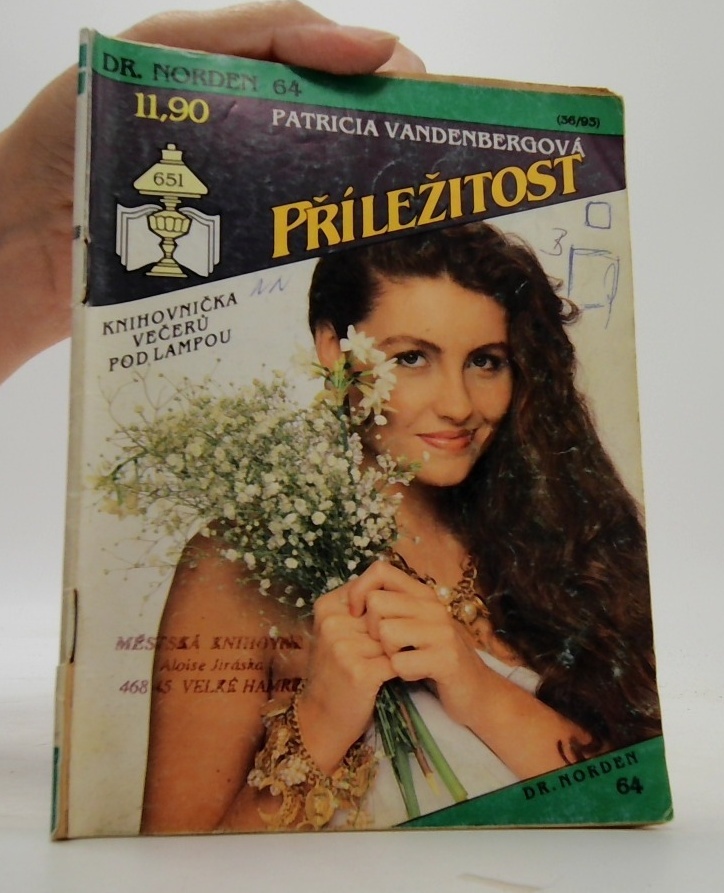 DR. NORDEN 64
11,90
(36/93)
PATRICIA VANDENBERGOVÁ
651
PŘÍLEŽITOST
KNIHOVNIČKA
VEČERŮ
POD LAMPOU
MĚSTSKÁ KNIHOVNA
Aloise Jiráska
468 45 VELKÉ HAMRY
DR. NORDEN
64